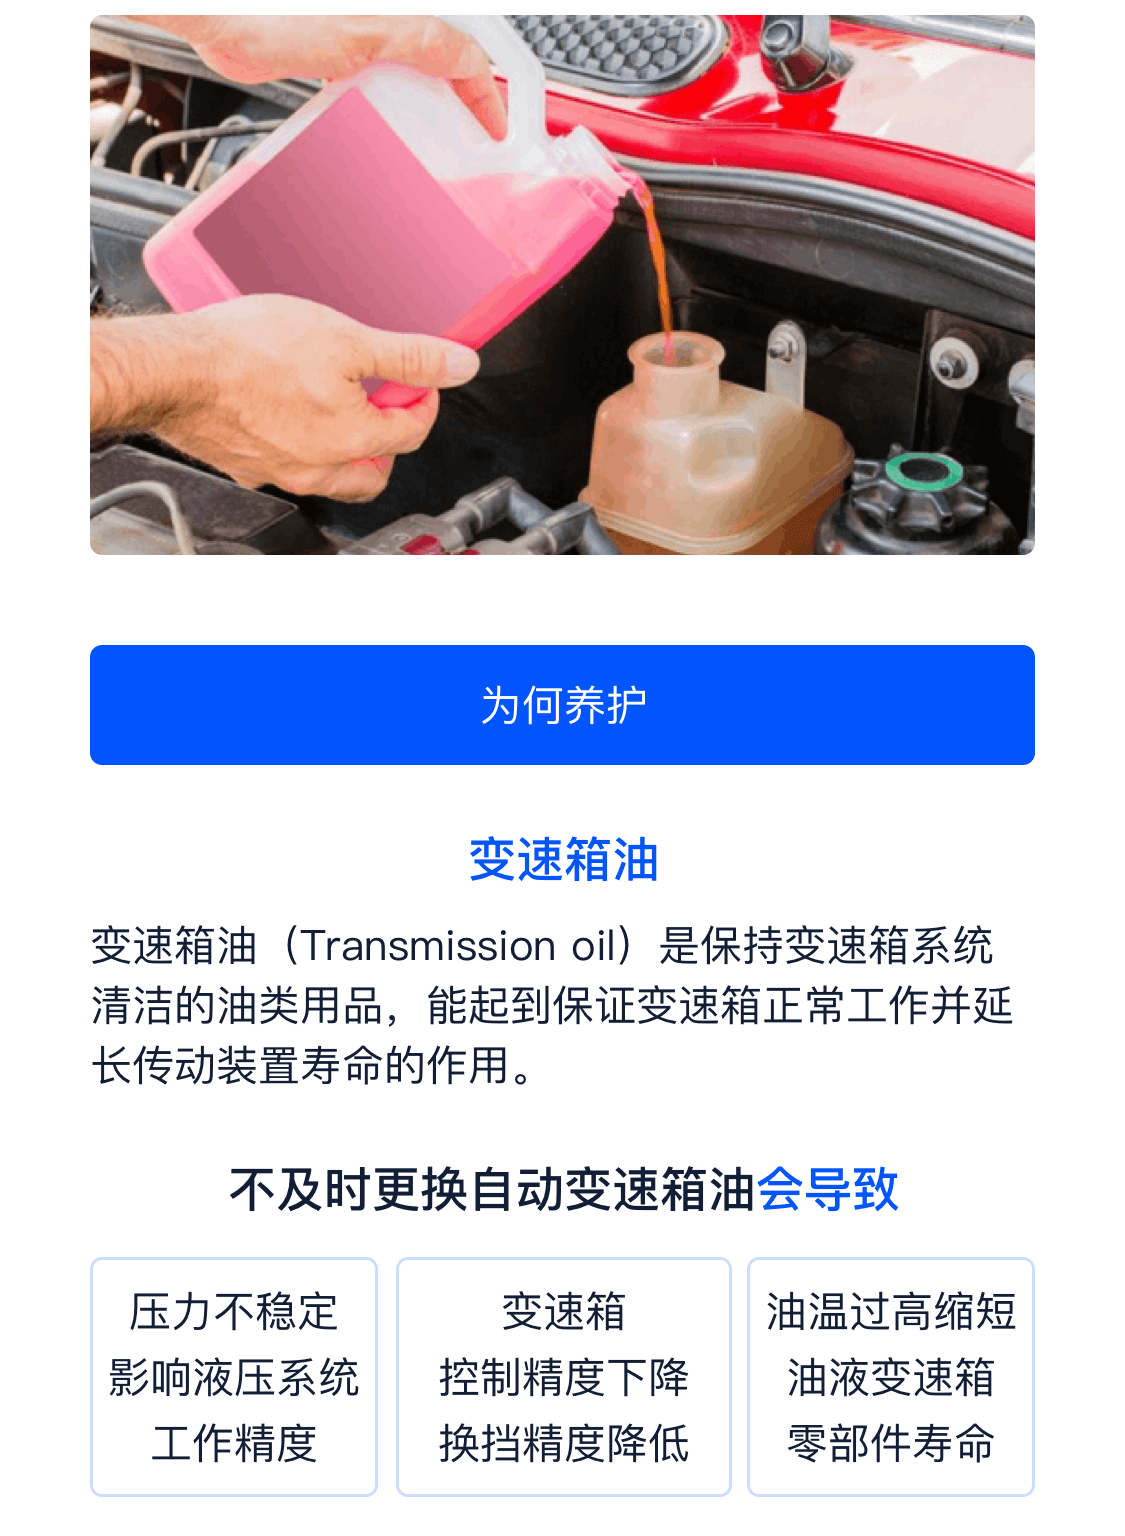 为何养护
变速箱油
变速箱油（Transmission oil）是保持变速箱系统
清洁的油类用品，能起到保证变速箱正常工作并延
长传动装置寿命的作用。
不及时更换自动变速箱油会导致
压力不稳定
影响液压系统
工作精度
变速箱
控制精度下降
换挡精度降低
油温过高缩短
油液变速箱
零部件寿命